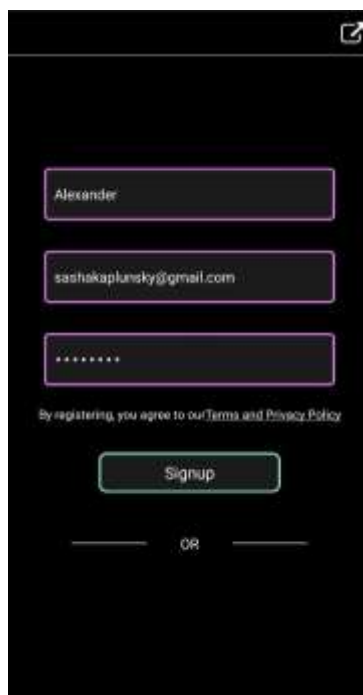 Alexander
sashakaplunsky@gmail.com
••••••••
By registering, you agree to our Terms and Privacy Policy
Signup
OR